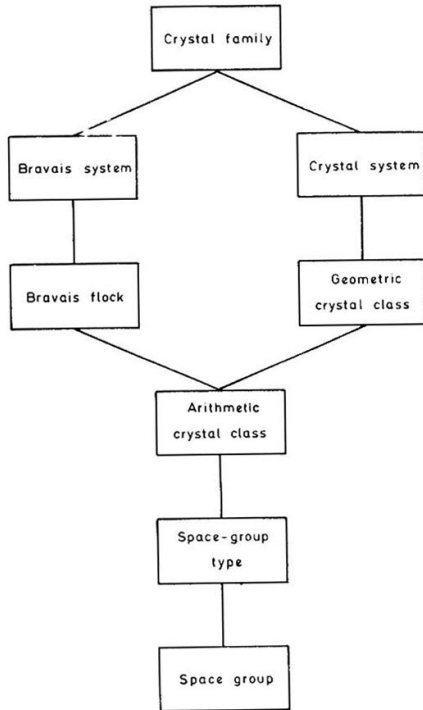 Crystal family
Bravais system
Crystal system
Bravais flock
Geometric
crystal class
Arithmetic
crystal class
Space-group
type
Space group